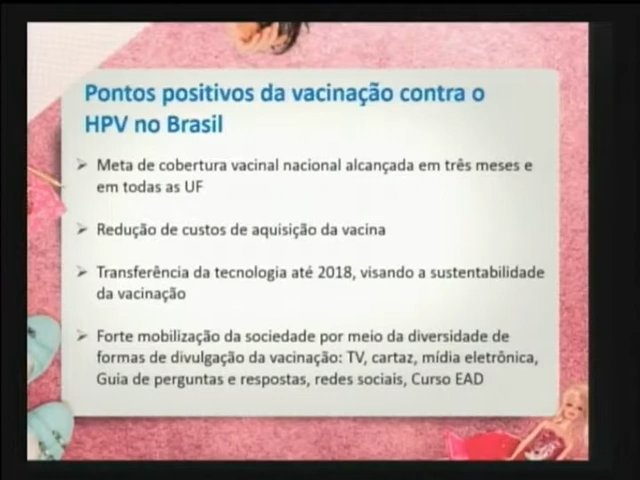 Pontos positivos da vacinação contra o
HPV no Brasil
➢ Meta de cobertura vacinal nacional alcançada em três meses e
em todas as UF
➢ Redução de custos de aquisição da vacina
➢ Transferência da tecnologia até 2018, visando a sustentabilidade
da vacinação
➢ Forte mobilização da sociedade por meio da diversidade de
formas de divulgação da vacinação: TV, cartaz, mídia eletrônica,
Guia de perguntas e respostas, redes sociais, Curso EAD